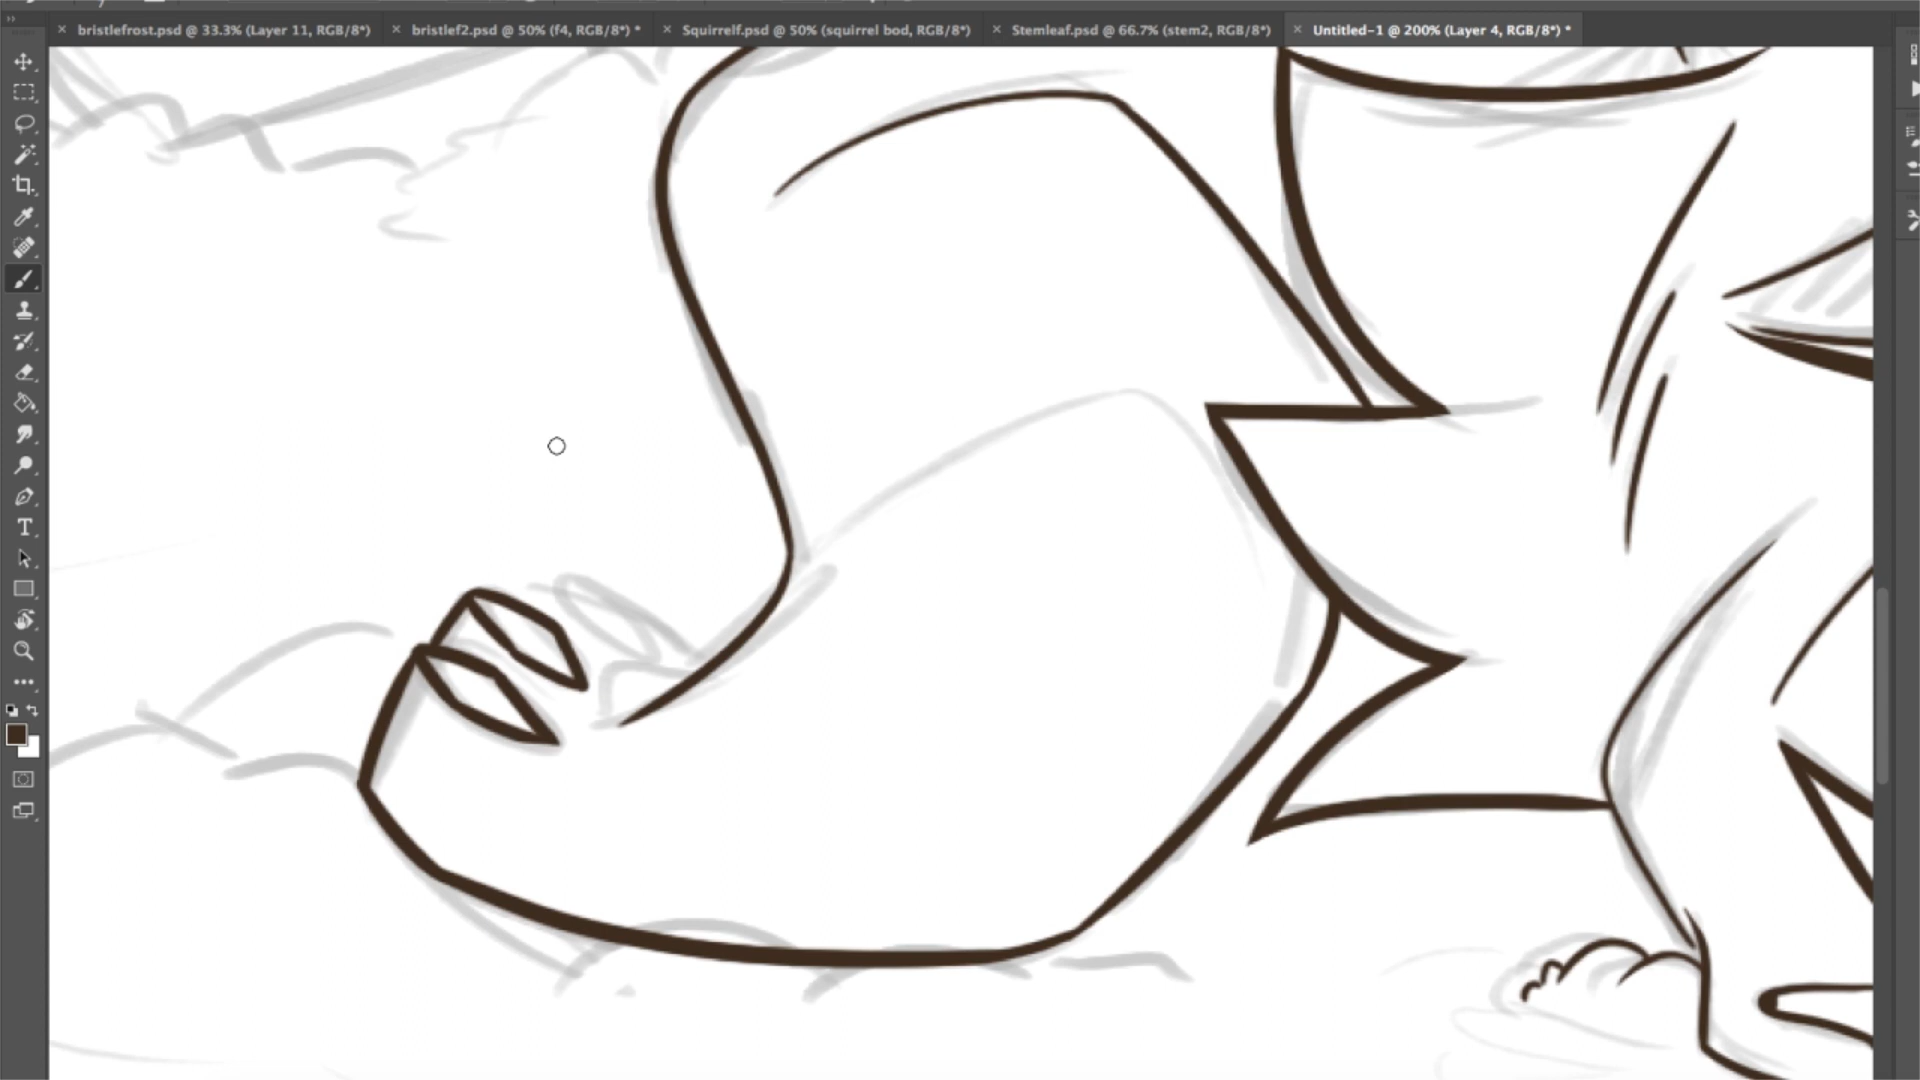 bristlefrost.psd @ 33.3% (Layer 11, RGB/8*)
bristlef2.psd @ 50% (f4, RGB/8*) *
Squirrelf.psd @ 50% (squirrel bod, RGB/8*)
Stemleaf.psd @ 66.7% (stem2, RGB/8*)
Untitled-1 @ 200% (Layer 4, RGB/8*) *